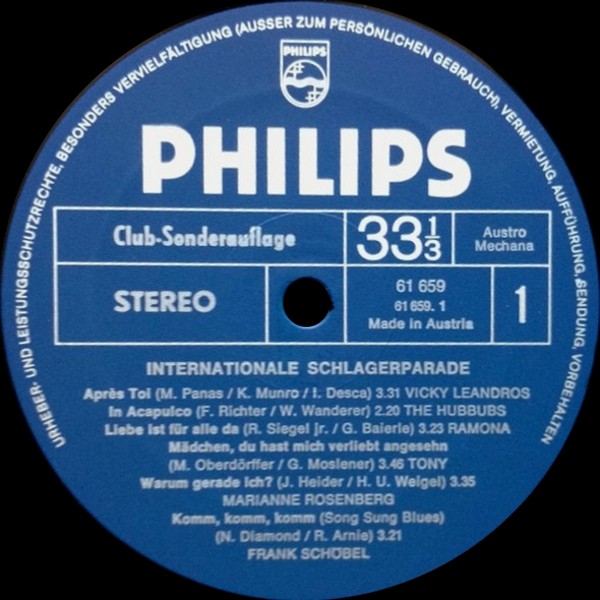 URHEBER- UND LEISTUNGSSCHUTZRECHTE, BESONDERS VERVIELFÄLTIGUNG (AUSSER ZUM PERSÖNLICHEN GEBRAUCH), VERMIETUNG, AUFFÜHRUNG, SENDUNG, VORBEHALTEN
PHILIPS
PHILIPS
Club-Sonderauflage
33 1/3
Austro
Mechana
STEREO
61 659
61 659. 1
Made in Austria
1
INTERNATIONALE SCHLAGERPARADE
Après Toi (M. Panas / K. Munro / I. Desca) 3.31 VICKY LEANDROS
In Acapulco (F. Richter / W. Wanderer) 2.20 THE HUBBUBS
Liebe ist für alle da (R. Siegel jr. / G. Baierle) 3.23 RAMONA
Mädchen, du hast mich verliebt angesehn
(M. Oberdörffer / G. Moslener) 3.46 TONY
Warum gerade ich? (J. Heider / H. U. Weigel) 3.35
MARIANNE ROSENBERG
Komm, komm, komm (Song Sung Blues)
(N. Diamond / R. Arnie) 3.21
FRANK SCHÖBEL